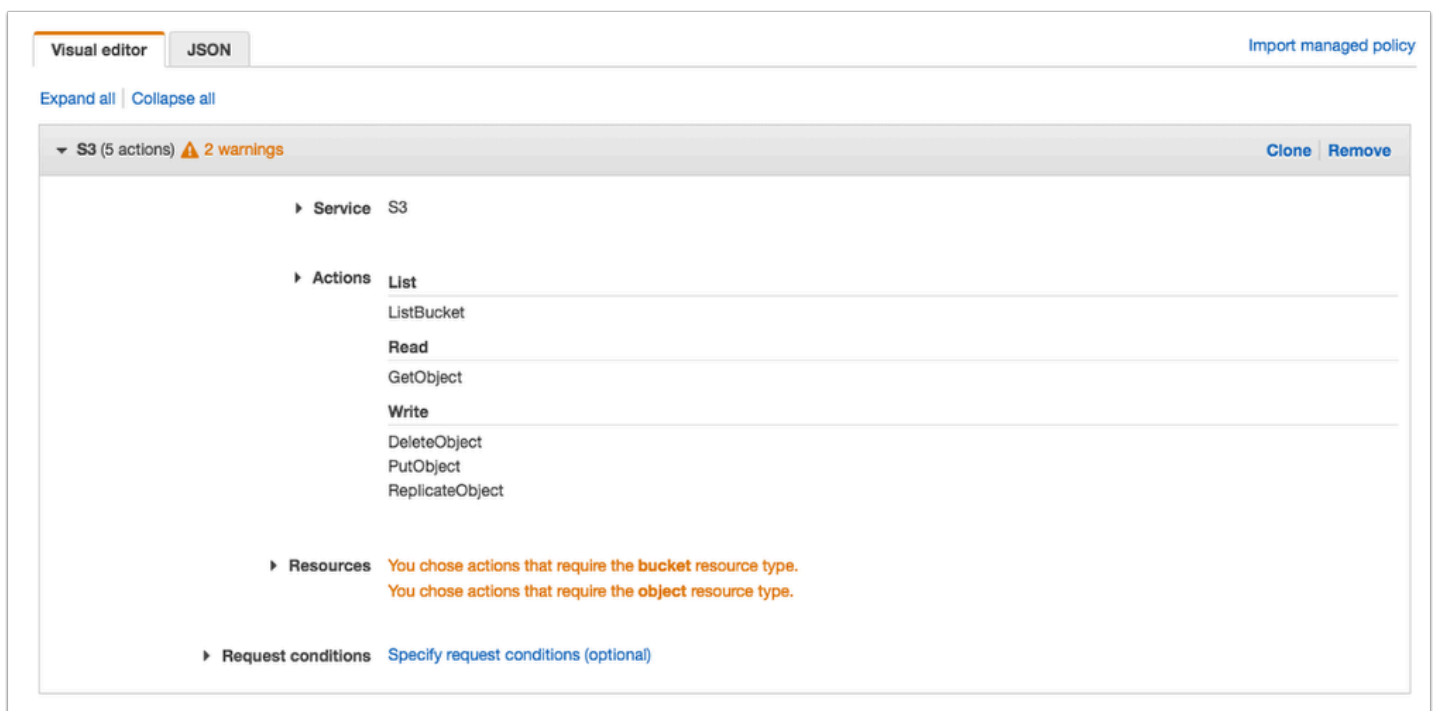 Visual editor JSON Import managed policy
Expand all Collapse all
S3 (5 actions) 2 warnings Clone Remove
Service S3
Actions List
ListBucket
Read
GetObject
Write
DeleteObject
PutObject
ReplicateObject
Resources You chose actions that require the bucket resource type.
You chose actions that require the object resource type.
Request conditions Specify request conditions (optional)